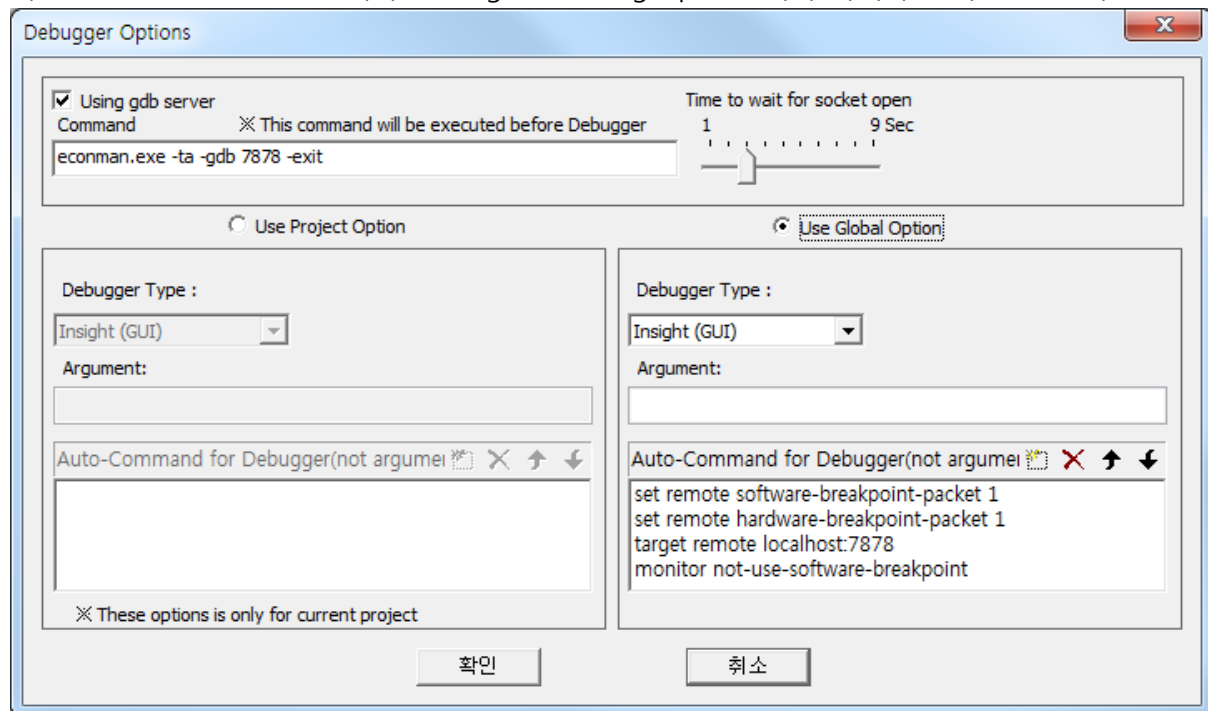 Debugger Options
Using gdb server
Command ※ This command will be executed before Debugger
econman.exe -ta -gdb 7878 -exit
Time to wait for socket open
1 9 Sec
Use Project Option
Use Global Option
Debugger Type :
Insight (GUI)
Argument:
Auto-Command for Debugger(not argumei
※ These options is only for current project
Debugger Type :
Insight (GUI)
Argument:
Auto-Command for Debugger(not argumei
set remote software-breakpoint-packet 1
set remote hardware-breakpoint-packet 1
target remote localhost:7878
monitor not-use-software-breakpoint
확인
취소